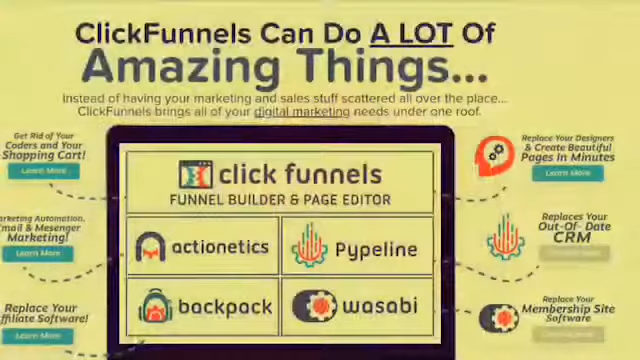 ClickFunnels Can Do A LOT Of
Amazing Things...
Instead of having your marketing and sales stuff scattered all over the place...
ClickFunnels brings all of your digital marketing needs under one roof.
Get Rid of Your
Coders and Your
Shopping Cart!
Learn More
arketing Automation,
mail & Mesenger
Marketing!
Learn More
Replace Your
ffiliate Software!
Learn More
click funnels
FUNNEL BUILDER & PAGE EDITOR
actionetics
Pypeline
backpack
wasabi
Replace Your Designers
& Create Beautiful
Pages In Minutes
Learn More
Replaces Your
Out-Of- Date
CRM
Replace Your
Membership Site
Software